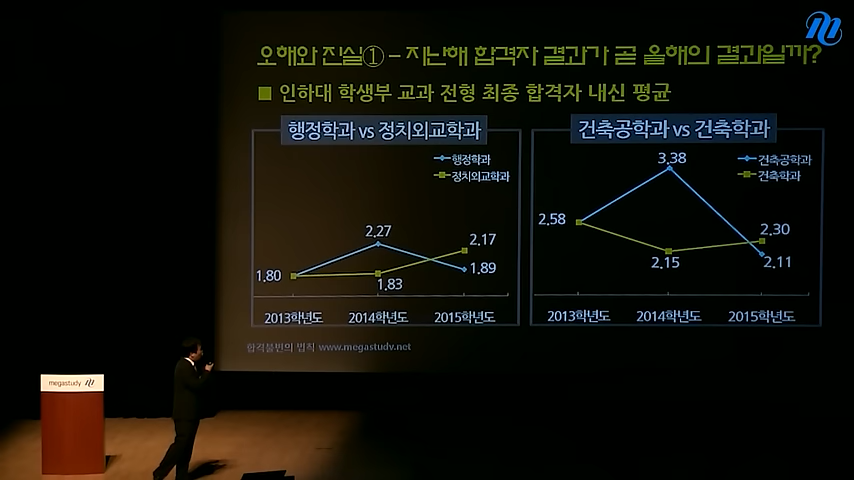 오해와 진실① – 지난해 합격자 결과가 곧 올해의 결과일까?
■ 인하대 학생부 교과 전형 최종 합격자 내신 평균
행정학과 vs 정치외교학과
행정학과
정치외교학과
2.27
2.17
1.80
1.89
1.83
2013학년도 2014학년도 2015학년도
건축공학과 vs 건축학과
건축공학과
건축학과
3.38
2.58
2.30
2.15
2.11
2013학년도 2014학년도 2015학년도
합격불변의 법칙 www.megastudy.net
megastudy